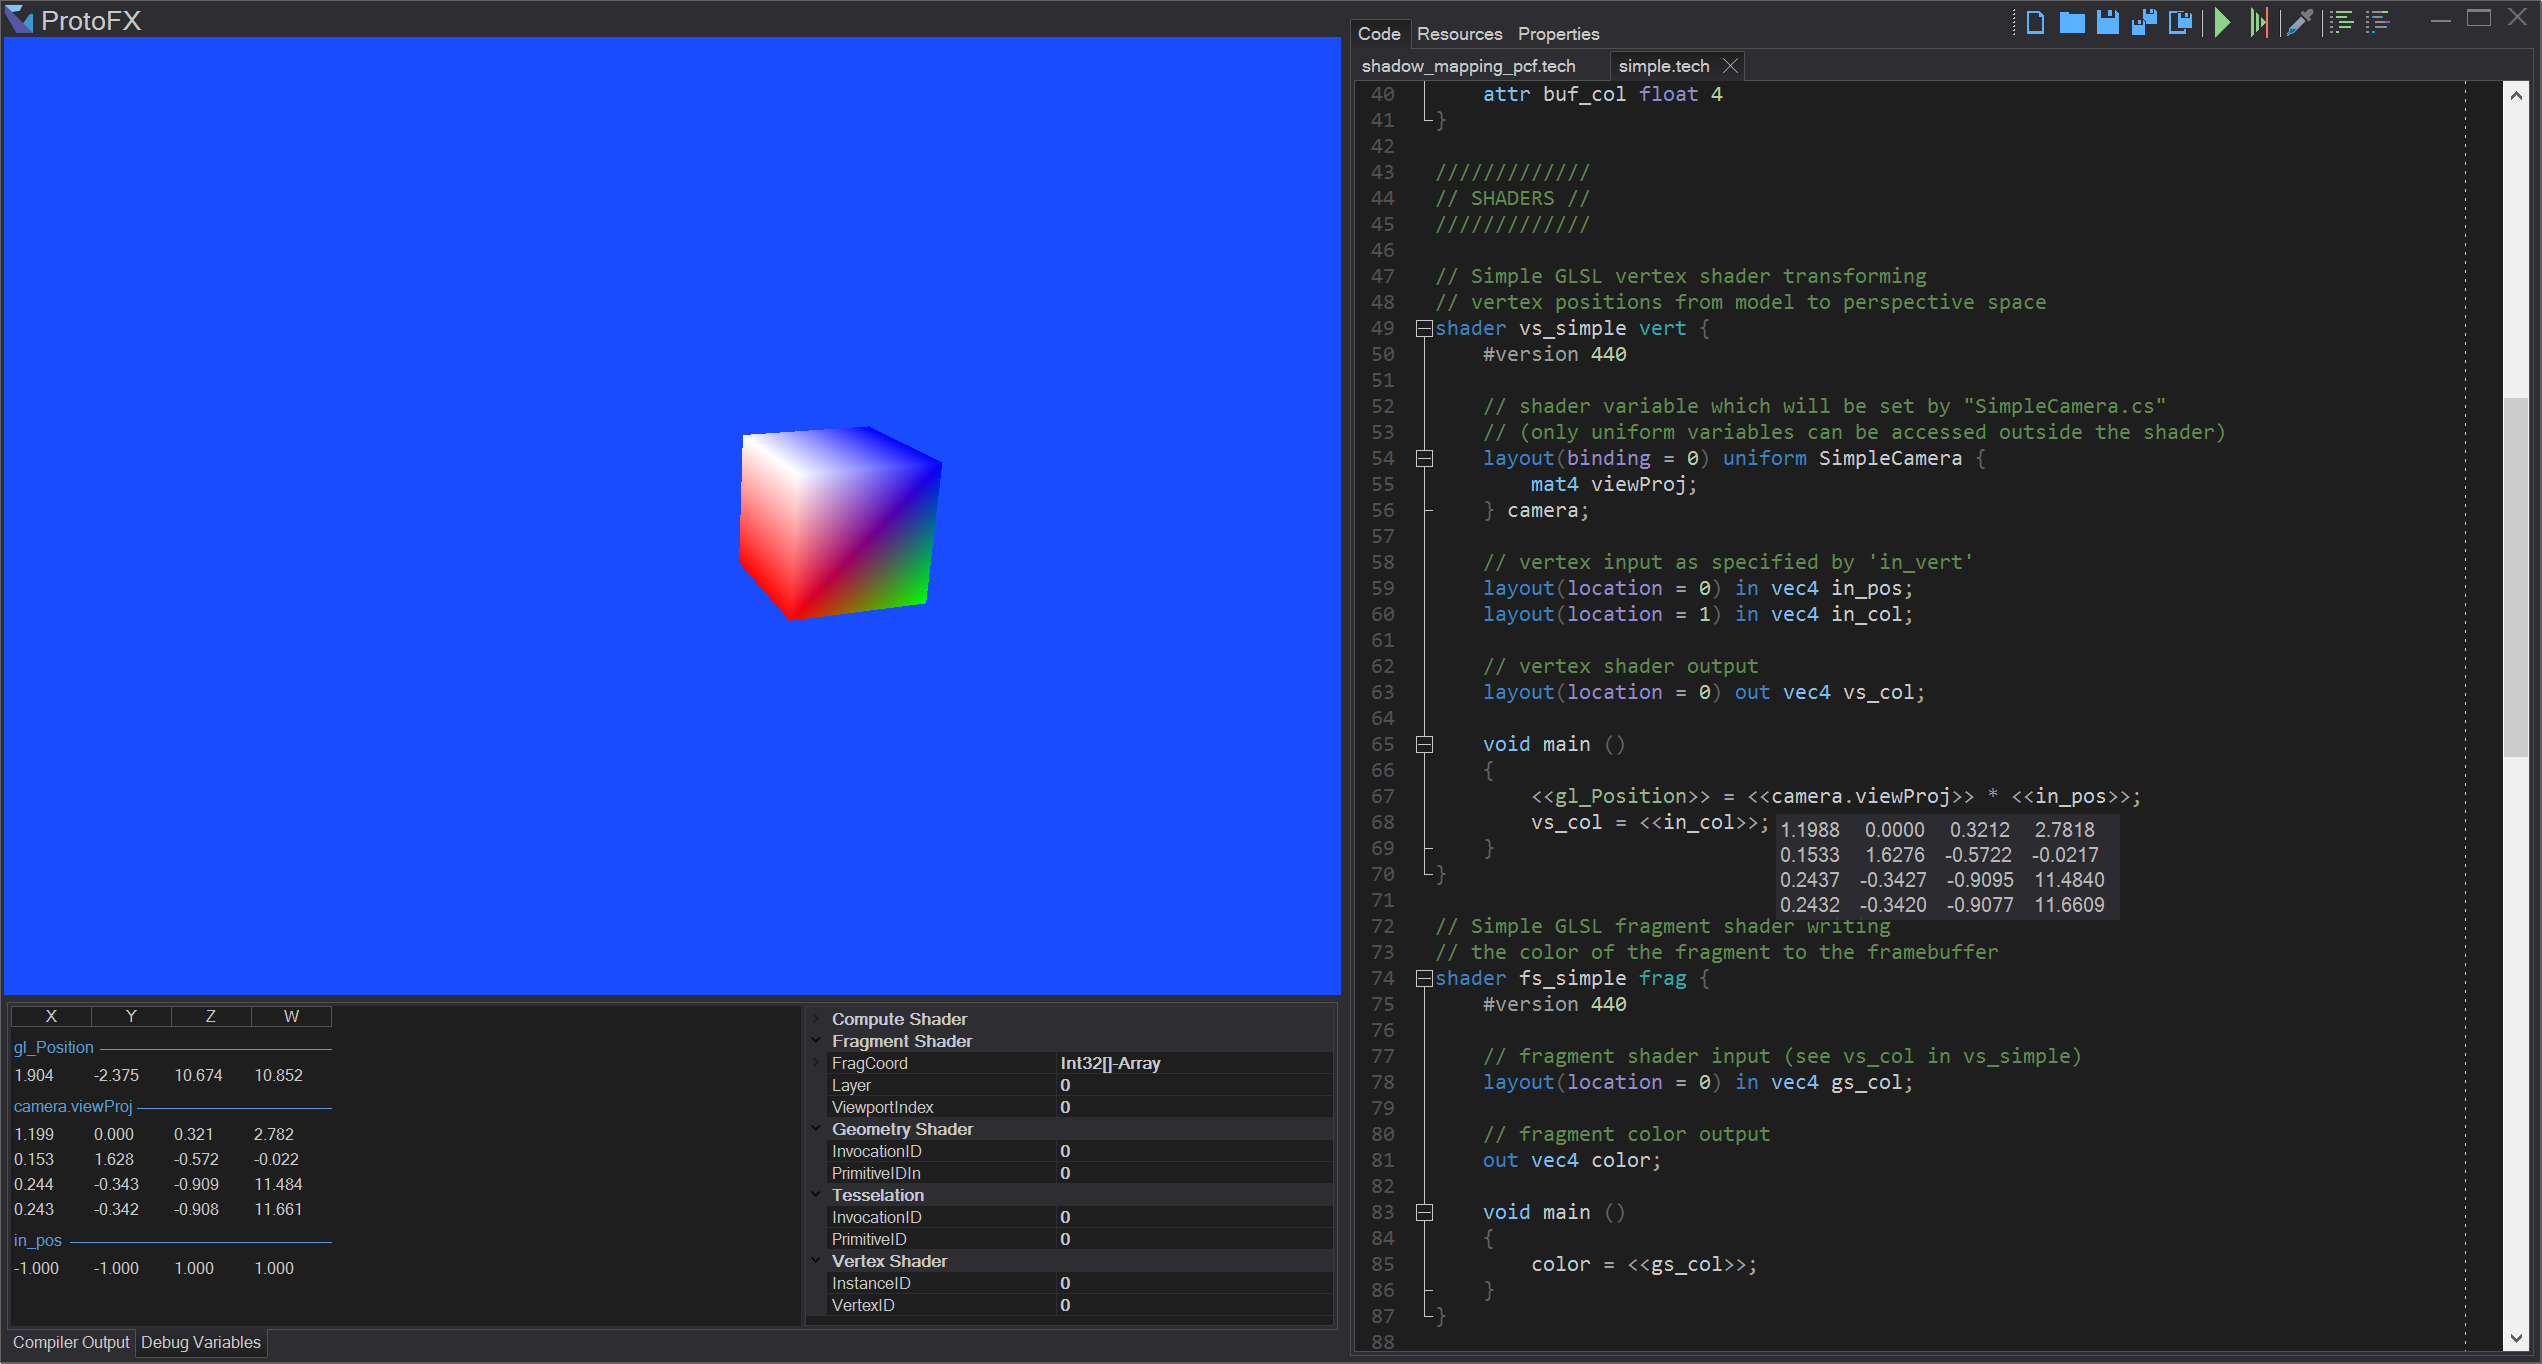 ProtoFX
Code Resources Properties
shadow_mapping_pcf.tech simple.tech
40 attr buf_col float 4
41 }
42
43 /////////////
44 // SHADERS //
45 /////////////
46
47 // Simple GLSL vertex shader transforming
48 // vertex positions from model to perspective space
49 shader vs_simple vert {
50 #version 440
51
52 // shader variable which will be set by "SimpleCamera.cs"
53 // (only uniform variables can be accessed outside the shader)
54 layout(binding = 0) uniform SimpleCamera {
55 mat4 viewProj;
56 } camera;
57
58 // vertex input as specified by 'in_vert'
59 layout(location = 0) in vec4 in_pos;
60 layout(location = 1) in vec4 in_col;
61
62 // vertex shader output
63 layout(location = 0) out vec4 vs_col;
64
65 void main ()
66 {
67 <<gl_Position>> = <<camera.viewProj>> * <<in_pos>>;
68 vs_col = <<in_col>>;
69 }
70 }
71
72 // Simple GLSL fragment shader writing
73 // the color of the fragment to the framebuffer
74 shader fs_simple frag {
75 #version 440
76
77 // fragment shader input (see vs_col in vs_simple)
78 layout(location = 0) in vec4 gs_col;
79
80 // fragment color output
81 out vec4 color;
82
83 void main ()
84 {
85 color = <<gs_col>>;
86 }
87 }
88
1.1988 0.0000 0.3212 2.7818
0.1533 1.6276 -0.5722 -0.0217
0.2437 -0.3427 -0.9095 11.4840
0.2432 -0.3420 -0.9077 11.6609
X Y Z W
gl_Position
1.904 -2.375 10.674 10.852
camera.viewProj
1.199 0.000 0.321 2.782
0.153 1.628 -0.572 -0.022
0.244 -0.343 -0.909 11.484
0.243 -0.342 -0.908 11.661
in_pos
-1.000 -1.000 1.000 1.000
Compute Shader
Fragment Shader
FragCoord Int32[]-Array
Layer 0
ViewportIndex 0
Geometry Shader
InvocationID 0
PrimitiveIDIn 0
Tesselation
InvocationID 0
PrimitiveID 0
Vertex Shader
InstanceID 0
VertexID 0
Compiler Output Debug Variables